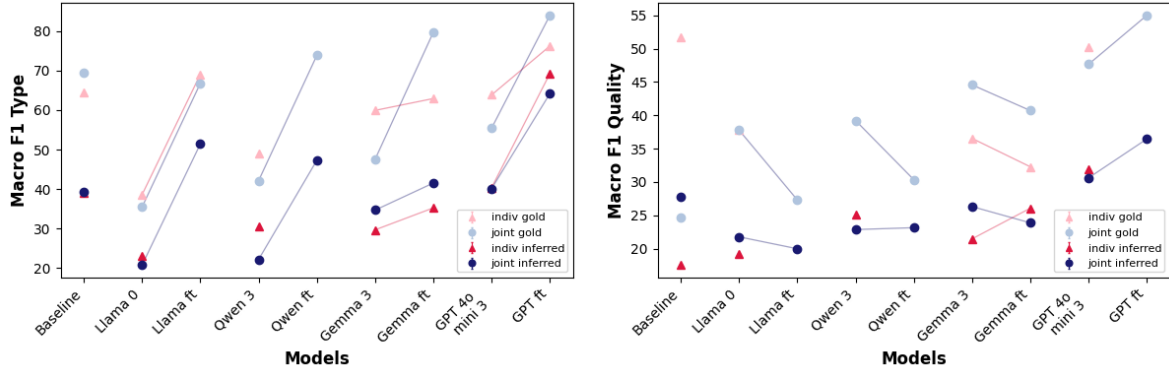 Macro F1 Type
80
70
60
50
40
30
20
indiv gold
joint gold
indiv inferred
joint inferred
Baseline
Llama 0
Llama ft
Qwen 3
Qwen ft
Gemma 3
Gemma ft
GPT 4o
mini 3
GPT ft
Models
Macro F1 Quality
55
50
45
40
35
30
25
20
indiv gold
joint gold
indiv inferred
joint inferred
Baseline
Llama 0
Llama ft
Qwen 3
Qwen ft
Gemma 3
Gemma ft
GPT 4o
mini 3
GPT ft
Models